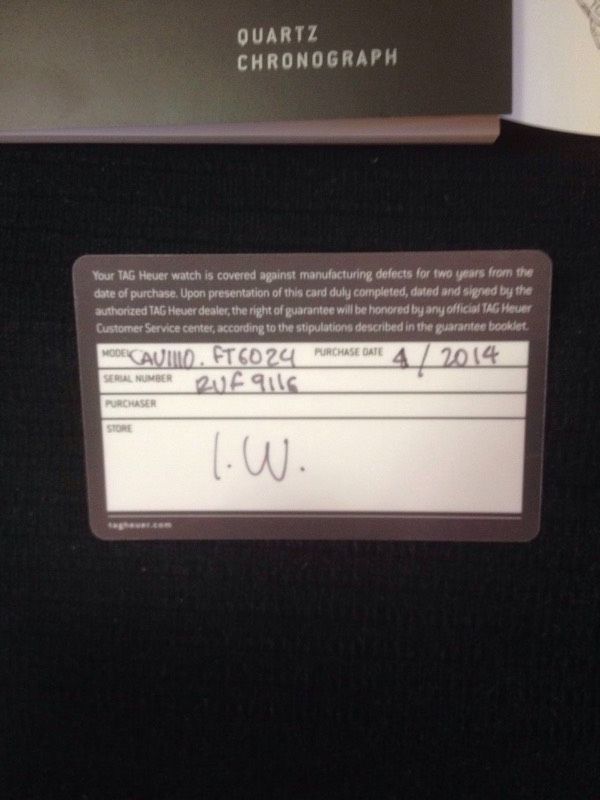 QUARTZ
CHRONOGRAPH
Your TAG Heuer watch is covered against manufacturing defects for two years from the
date of purchase. Upon presentation of this card duly completed, dated and signed by the
authorized TAG Heuer dealer, the right of guarantee will be honored by any official TAG Heuer
Customer Service center, according to the stipulations described in the guarantee booklet.
MODEL CAU1110. FT6024 PURCHASE DATE 4/2014
SERIAL NUMBER RUF9116
PURCHASER
STORE
I.W.
tagheuer.com